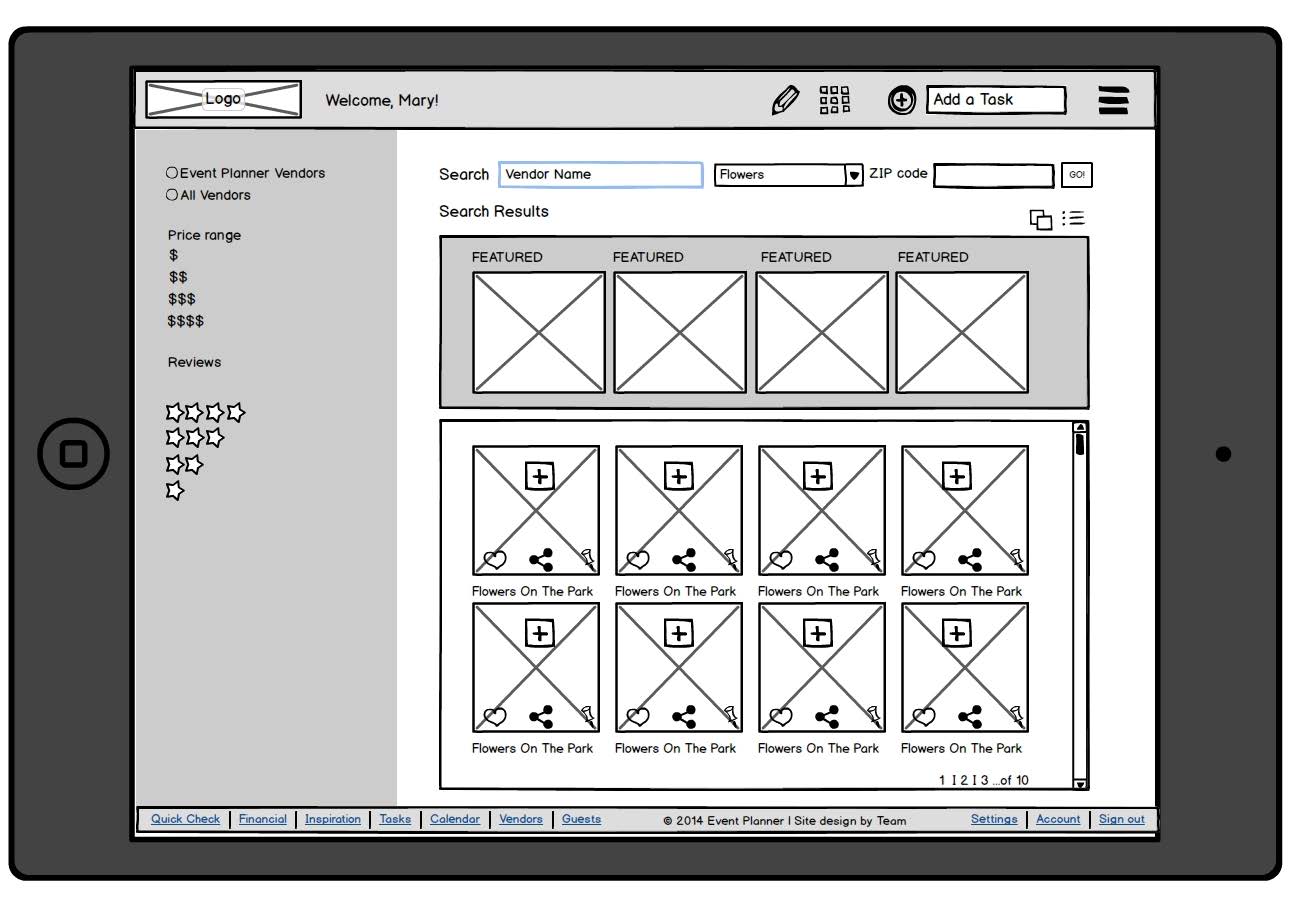 Logo
Welcome, Mary!
Add a Task
Event Planner Vendors
All Vendors
Price range
$
$$
$$$
$$$$
Reviews
Search Vendor Name Flowers ZIP code GO!
Search Results
FEATURED FEATURED FEATURED FEATURED
Flowers On The Park Flowers On The Park Flowers On The Park Flowers On The Park
Flowers On The Park Flowers On The Park Flowers On The Park Flowers On The Park
1 I 2 I 3 ...of 10
Quick Check Financial Inspiration Tasks Calendar Vendors Guests © 2014 Event Planner I Site design by Team Settings Account Sign out